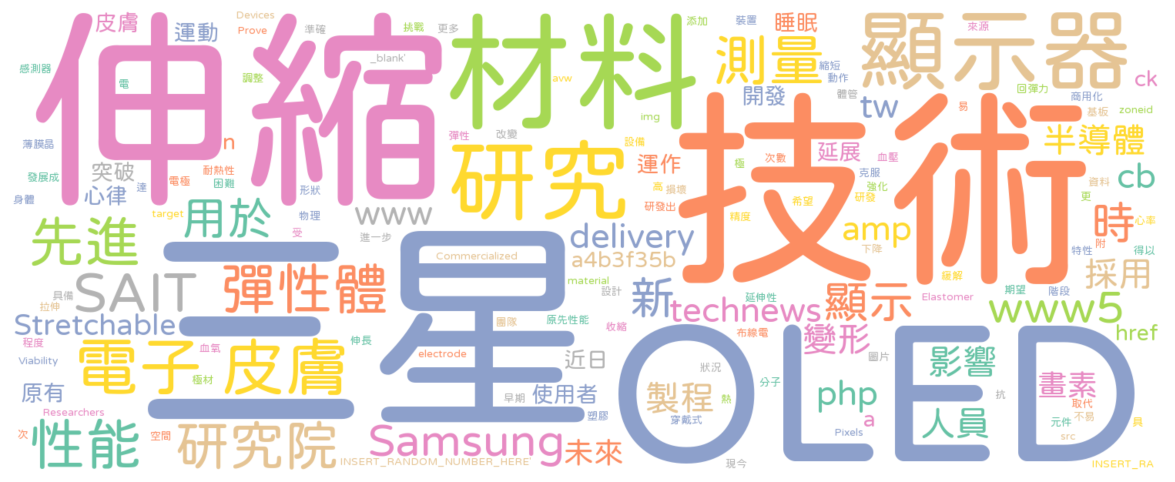 皮膚 運動 Devices Prove 準確 挑戰 更多 _blank' 添加 裝置 睡眠 來源
伸縮 材料 測量 顯示器
感測器 電 調整 avw 縮短 動作 體管 回彈力 ck
img 開發 tw 商用化 zoneid 基板
薄膜晶 n 彈性 改變 設備 技術 易 半導體
發展成 突破 耐熱性 困難 研究 運作 極 次數 延展 血壓
身體 心律 達 電極 形狀 高 損壞 克服 強化 資料 cb
target 物理 www 研發出 希望 研發 更 心率
先進 用於 受 進一步 delivery 精度 amp 時 附
三星 Commercialized a4b3f35b 下降 特性 得以
具備 SAIT 彈性體 material 設計 新 緩解 期望 階段 採用
拉伸 technews 延伸性 顯示 Elastomer www5
Stretchable 團隊 原先性能 收縮 布線電 變形 href
程度 血氧 伸長 electrode 近日 OLED 圖片 影響
Viability 電子皮膚 極材 狀況 畫素
原有 早期 使用者 製程 分子 熱 php 抗 取代
Researchers 塑膠 穿戴式 a 人員 不易
次 性能 空間 研究院 Samsung 未來 Pixels 元件 src 具
INSERT_RANDOM_NUMBER_HERE 現今 INSERT_RA